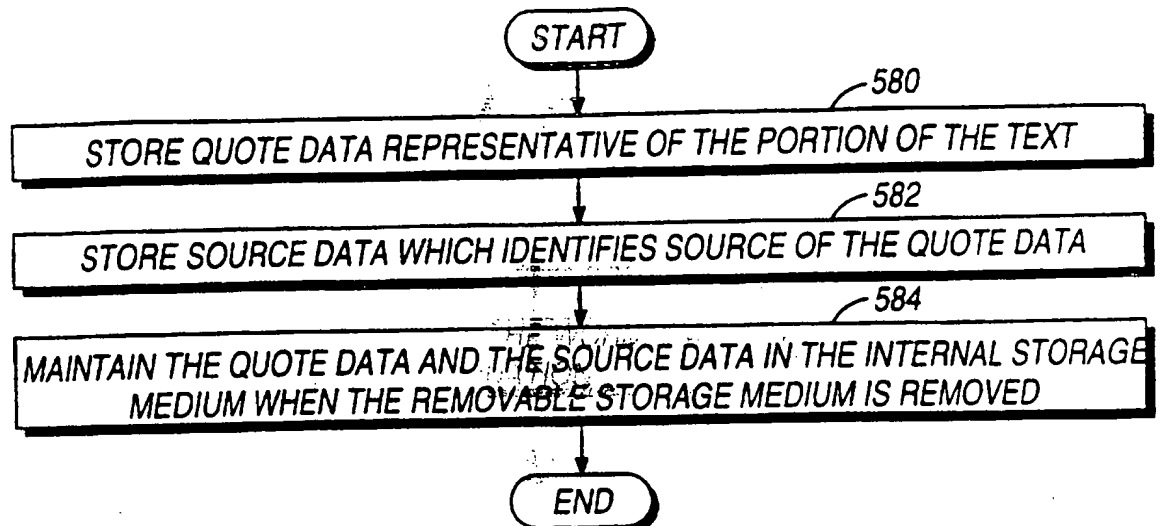 START
580
STORE QUOTE DATA REPRESENTATIVE OF THE PORTION OF THE TEXT
582
STORE SOURCE DATA WHICH IDENTIFIES SOURCE OF THE QUOTE DATA
584
MAINTAIN THE QUOTE DATA AND THE SOURCE DATA IN THE INTERNAL STORAGE
MEDIUM WHEN THE REMOVABLE STORAGE MEDIUM IS REMOVED
END